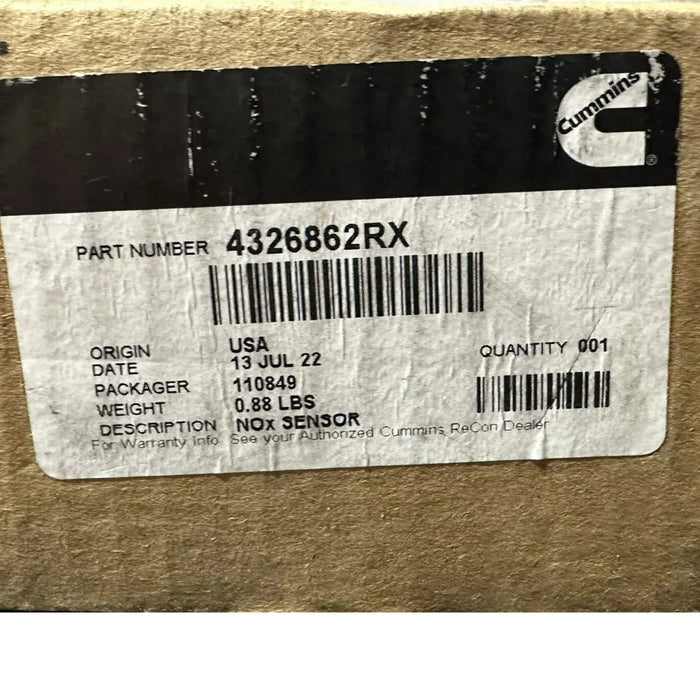 Cummins
®
PART NUMBER 4326862RX
ORIGIN USA
DATE 13 JUL 22
QUANTITY 001
PACKAGER 110849
WEIGHT 0.88 LBS
DESCRIPTION NOx SENSOR
For Warranty Info See your Authorized Cummins ReCon Dealer